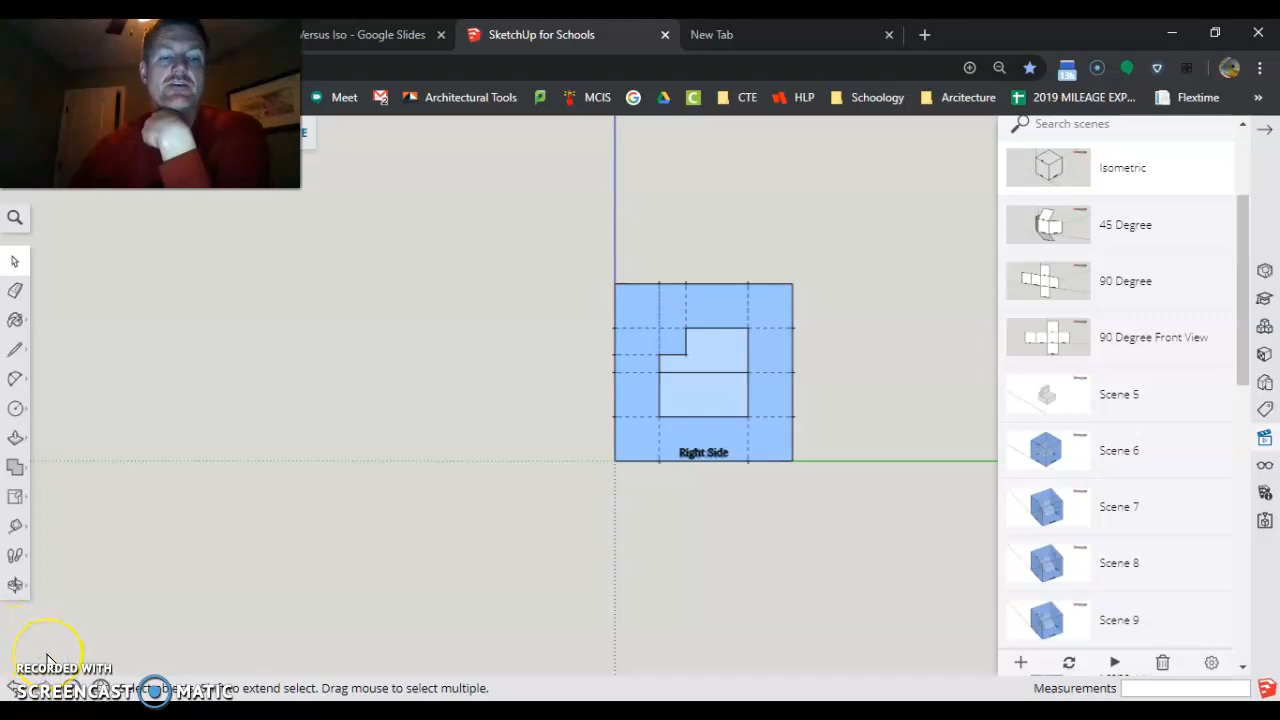 Versus Iso - Google Slides
SketchUp for Schools
New Tab
13h
Meet
Architectural Tools
MCIS
CTE
HLP
Schology
Arcitecture
2019 MILEAGE EXP...
Flextime
»
E
Search scenes
Isometric
45 Degree
90 Degree
90 Degree Front View
Scene 5
Scene 6
Scene 7
Scene 8
Scene 9
Right Side
RECORDED WITH
SCREENCAST MATIC
to extend select. Drag mouse to select multiple.
Measurements